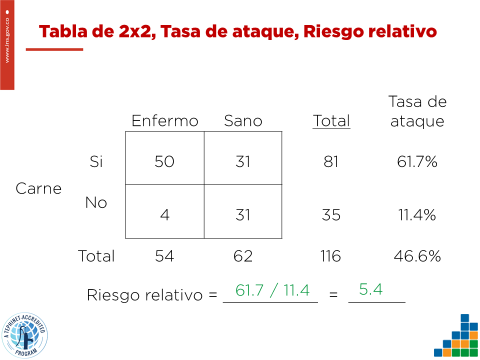 www.ins.gov.co
Tabla de 2x2, Tasa de ataque, Riesgo relativo
Tasa de
Enfermo Sano Total ataque
Si 50 31 81 61.7%
Carne
No 4 31 35 11.4%
Total 54 62 116 46.6%
Riesgo relativo = 61.7 / 11.4 = 5.4
A TEPHINET ACCREDITED
PROGRAM